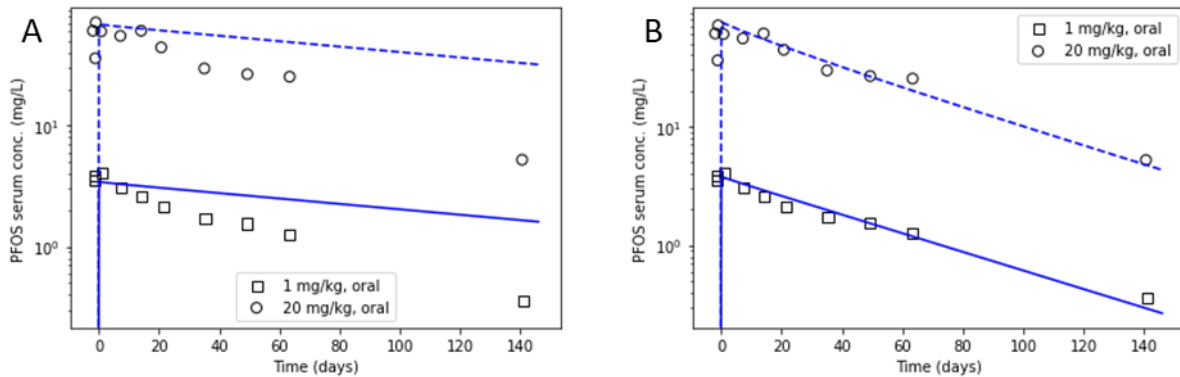 A
PFOS serum conc. (mg/L)
10¹
10⁰
1 mg/kg, oral
20 mg/kg, oral
0 20 40 60 80 100 120 140
Time (days)
B
PFOS serum conc. (mg/L)
10¹
10⁰
1 mg/kg, oral
20 mg/kg, oral
0 20 40 60 80 100 120 140
Time (days)